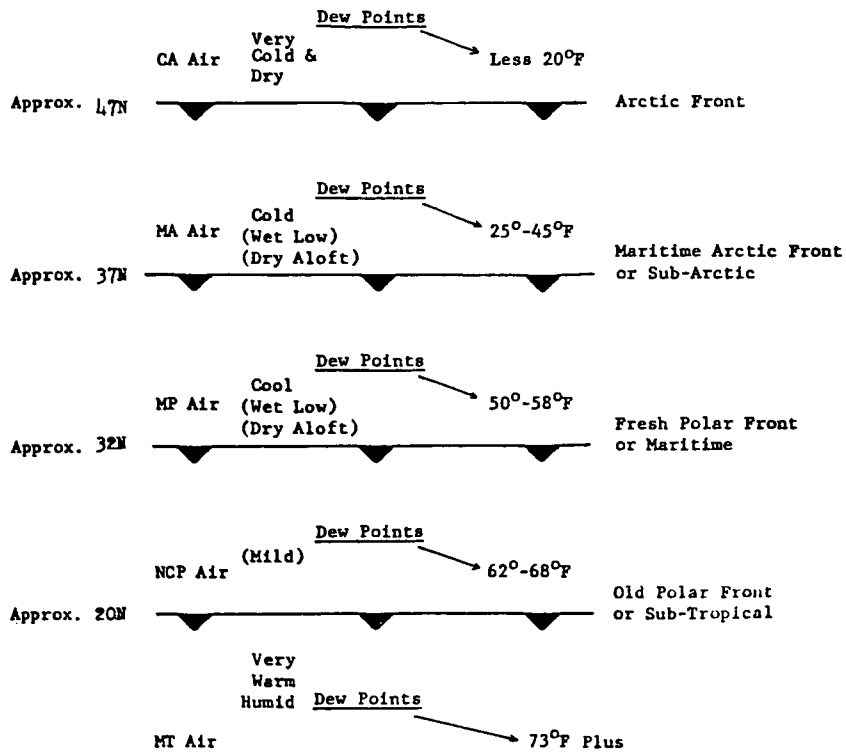 Dew Points
CA Air Very Cold & Dry Less 20°F
Approx. 47N Arctic Front
Dew Points
MA Air Cold (Wet Low) (Dry Aloft) 25°-45°F
Approx. 37N Maritime Arctic Front or Sub-Arctic
Dew Points
MP Air Cool (Wet Low) (Dry Aloft) 50°-58°F
Approx. 32N Fresh Polar Front or Maritime
Dew Points
NCP Air (Mild) 62°-68°F
Approx. 20N Old Polar Front or Sub-Tropical
Very Warm Humid Dew Points
MT Air 73°F Plus